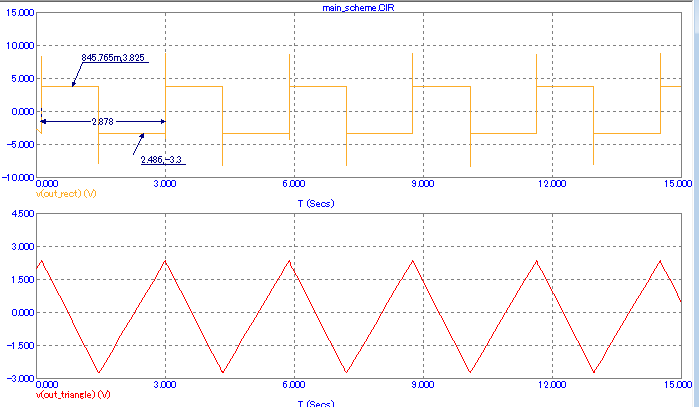 main_scheme.CIR
15.000
10.000
5.000
0.000
-5.000
-10.000
845.765m,3.825
2.878
2.486,-3.3
0.000 3.000 6.000 9.000 12.000 15.000
v(out_rect) (V)
T (Secs)
4.500
3.000
1.500
0.000
-1.500
-3.000
0.000 3.000 6.000 9.000 12.000 15.000
v(out_triangle) (V)
T (Secs)